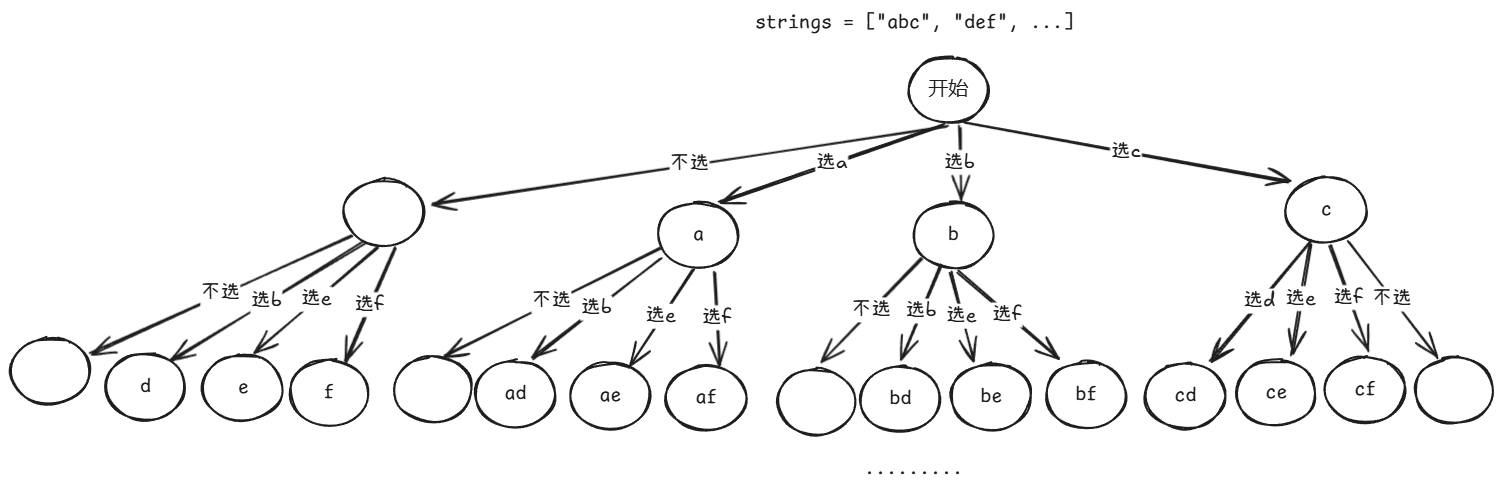 strings = ["abc", "def", ...]
开始
不选
选a
选b
选c
a
b
c
不选
选b
选e
选f
不选
选b
选e
选f
不选
选b
选e
选f
选d
选e
选f
不选
d
e
f
ad
ae
af
bd
be
bf
cd
ce
cf
.........